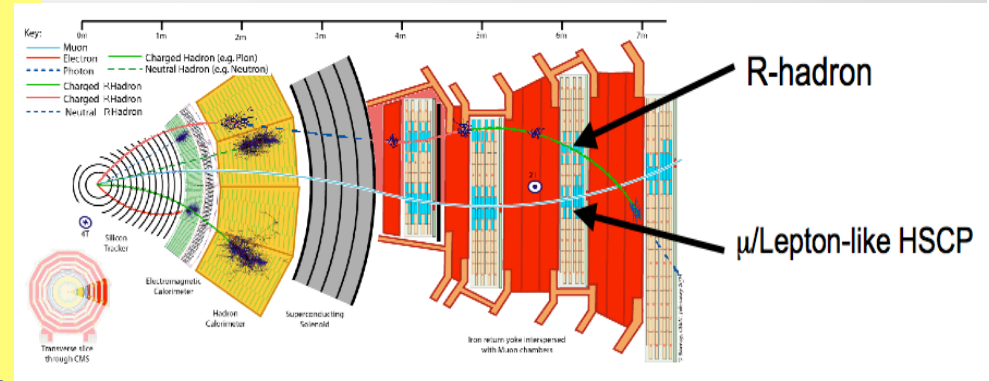 0m 1m 2m 3m 4m 5m 6m 7m
Key:
Muon
Electron
Photon
Charged RHadron
Charged RHadron
Neutral RHadron
Charged Hadron (e.g. Pion)
Neutral Hadron (e.g. Neutron)
R-hadron
μ/Lepton-like HSCP
4T
2T
Silicon
Tracker
Electromagnetic
Calorimeter
Hadron
Calorimeter
Superconducting
Solenoid
Iron return yoke interspersed
with Muon chambers
Transverse slice
through CMS